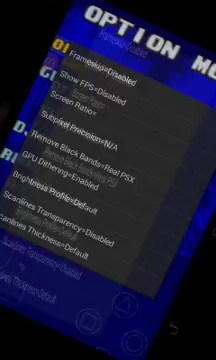 OPTION MO
Frameskip=Disabled
Show FPS=Disabled
Screen Ratio=
Subpixel Precision=N/A
Remove Black Bands=Real PSX
GPU Dithering=Enabled
Brightness Profile=Default
Scanlines Transparency=Disabled
Scanlines Thickness=Default